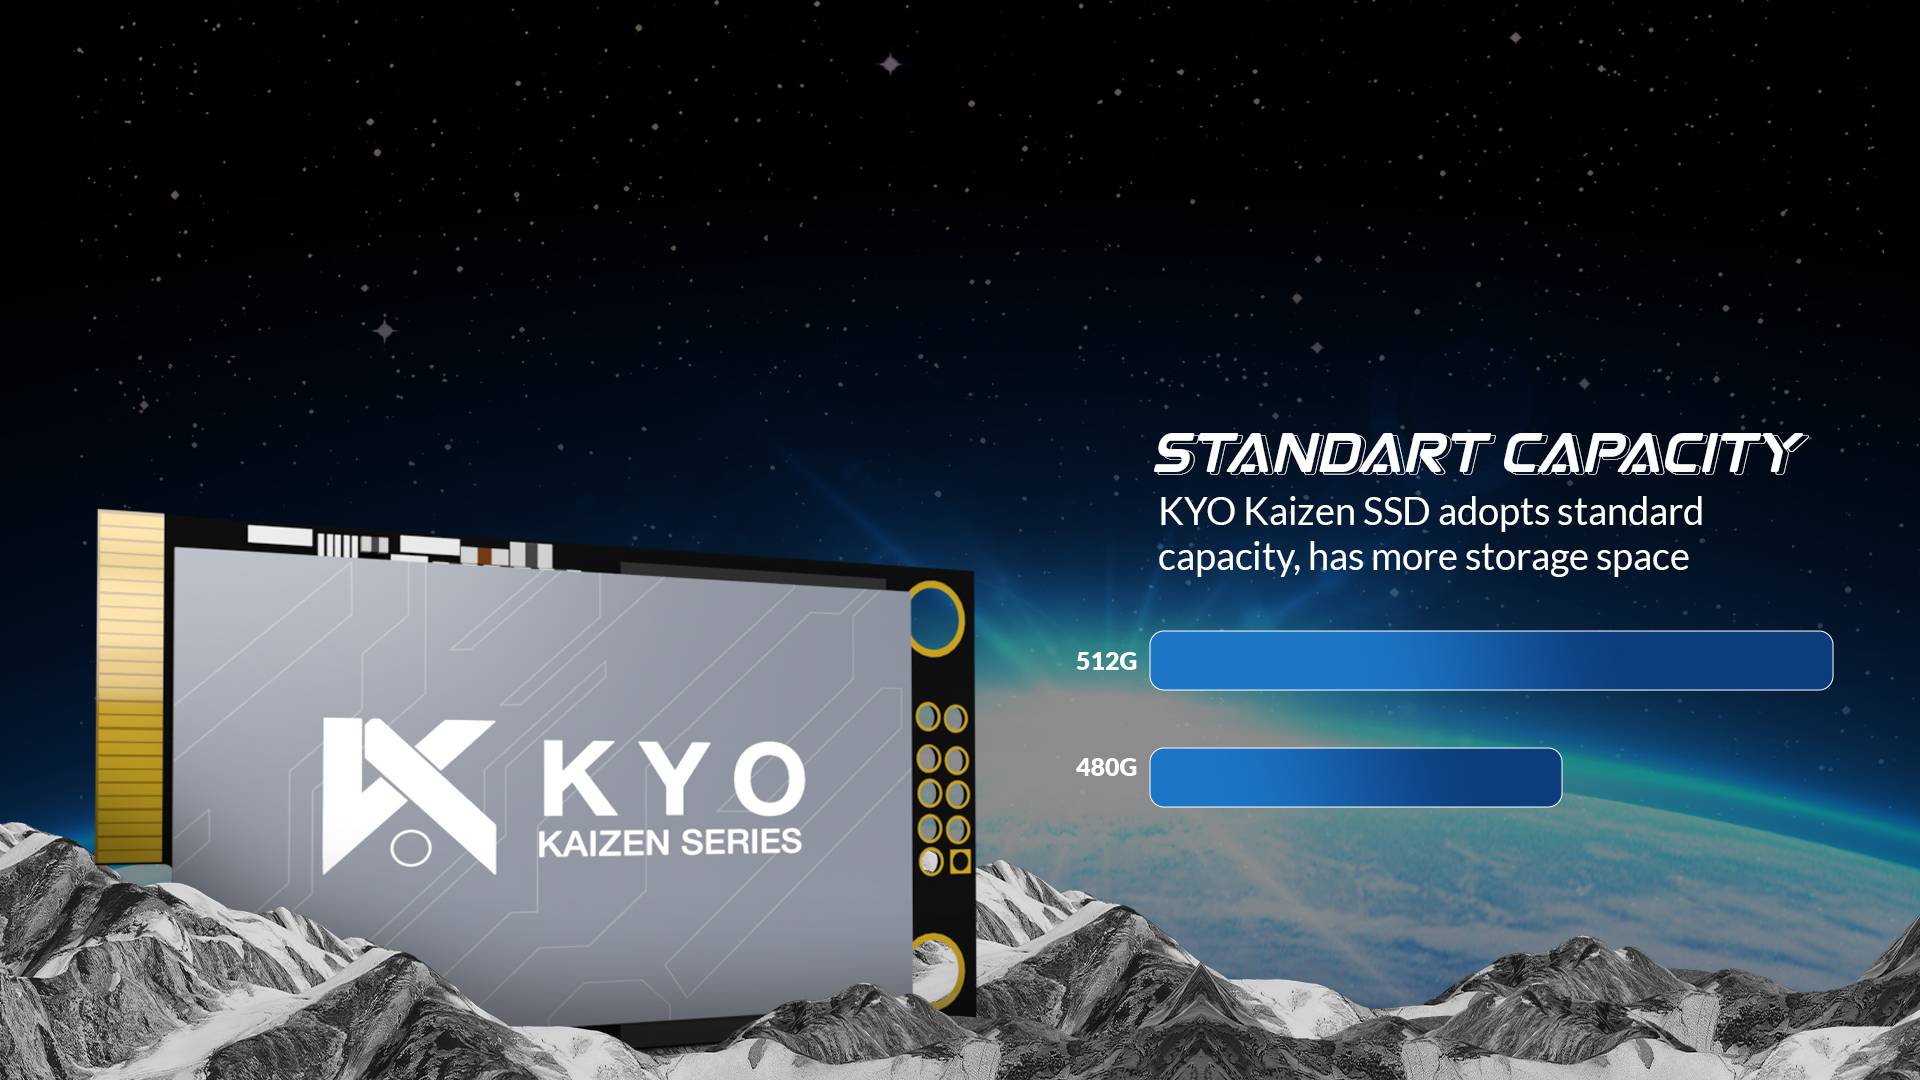 STANDART CAPACITY
KYO Kaizen SSD adopts standard
capacity, has more storage space
512G
480G
KYO
KAIZEN SERIES